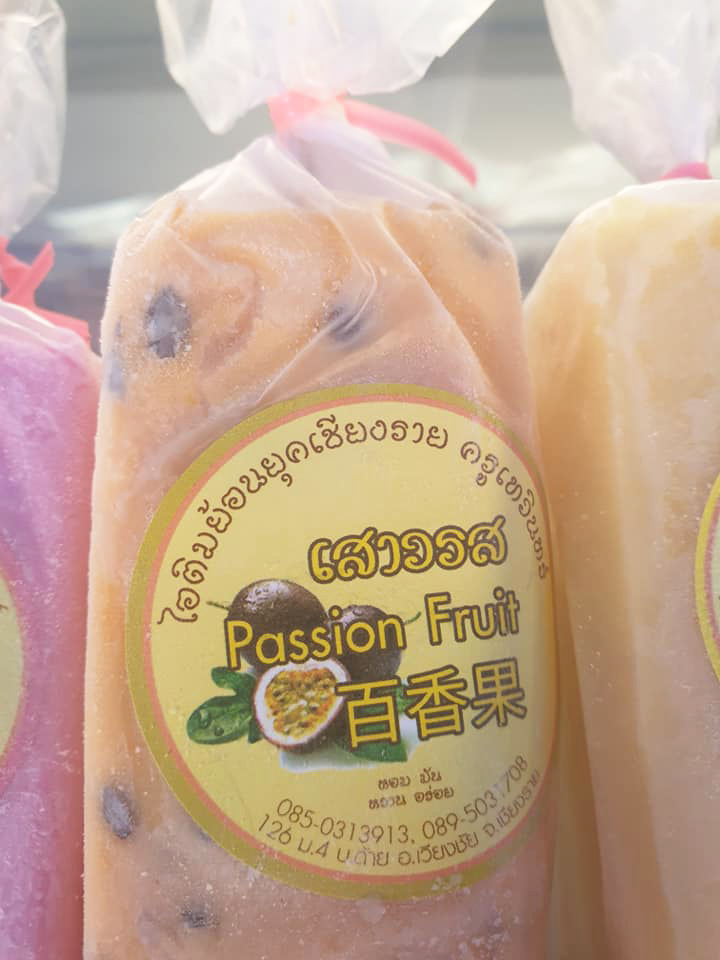 ไอติมย้อนยุคเชียงราย ครูเทวินทร์
เสาวรส
Passion Fruit
百香果
หอม มัน
หวาน อร่อย
085-0313913, 089-5031708
126 ม.4 บ.ด้าย อ.เวียงชัย จ.เชียงราย